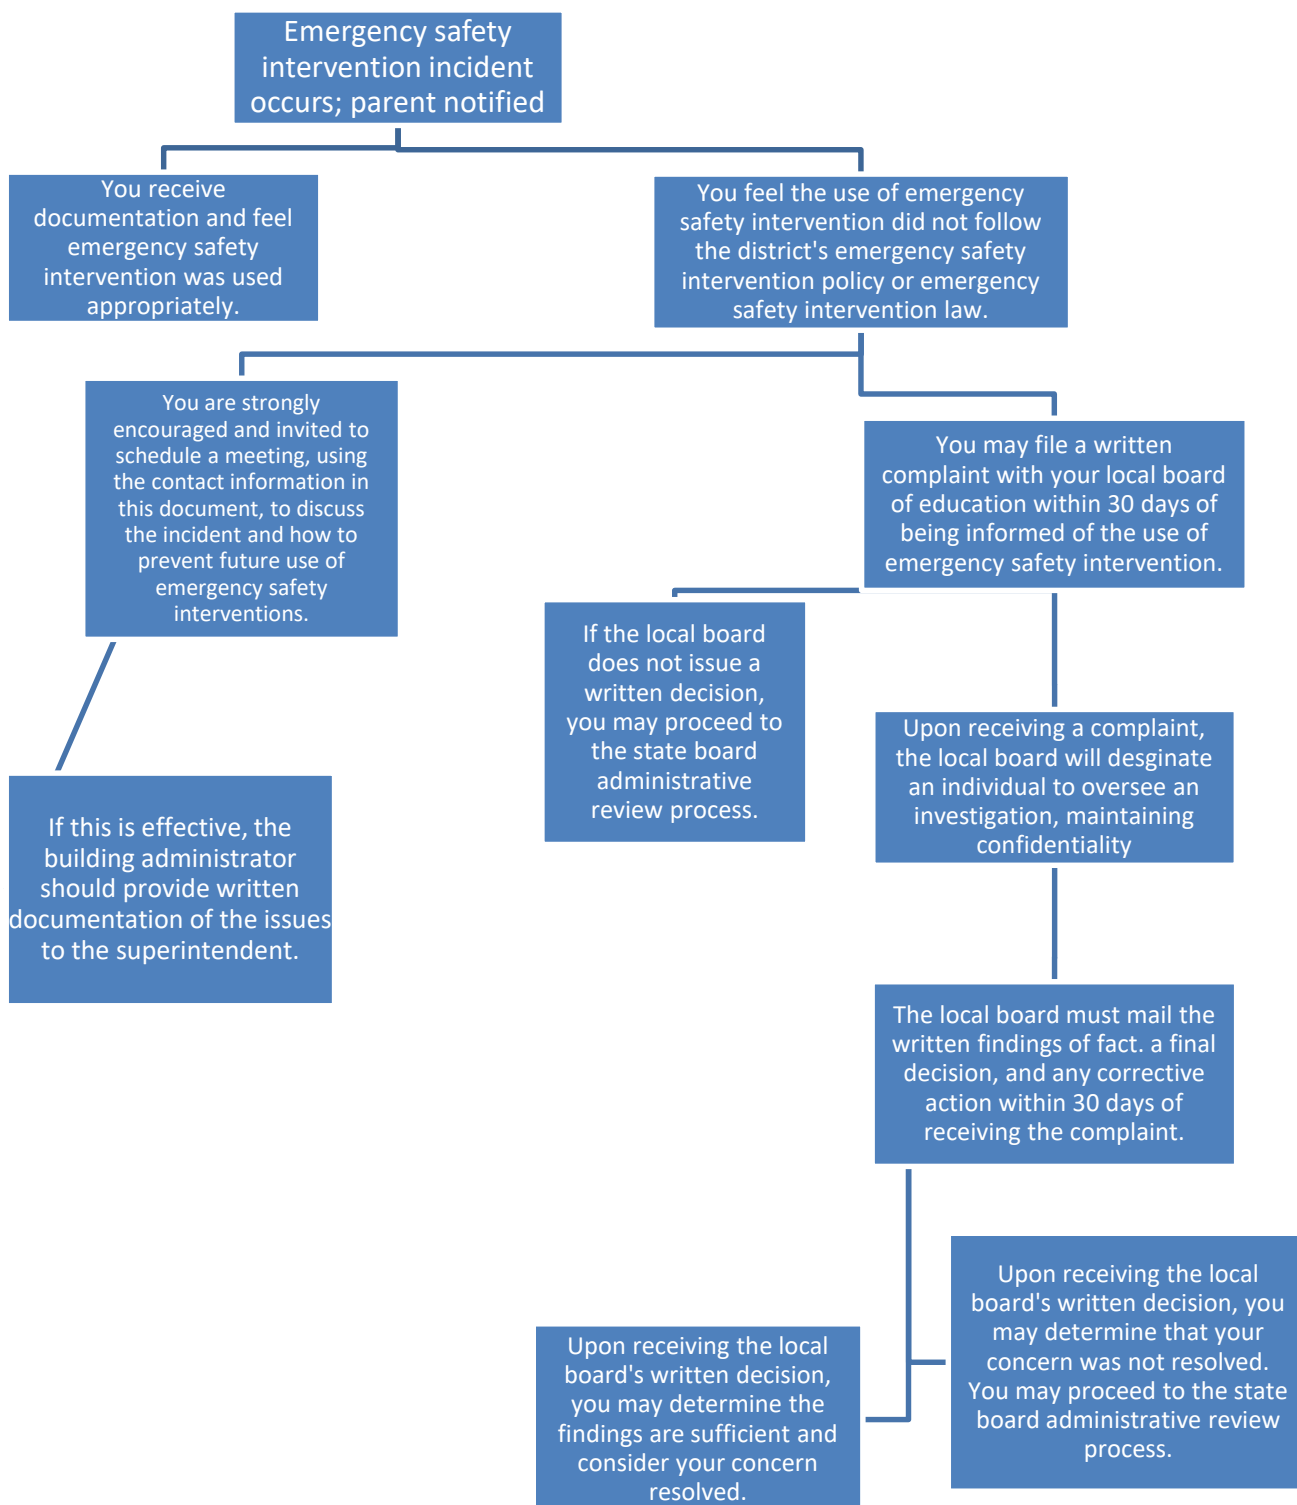 Emergency safety
intervention incident
occurs; parent notified
You receive
documentation and feel
emergency safety
intervention was used
appropriately.
You feel the use of emergency
safety intervention did not follow
the district's emergency safety
intervention policy or emergency
safety intervention law.
You are strongly
encouraged and invited to
schedule a meeting, using
the contact information in
this document, to discuss
the incident and how to
prevent future use of
emergency safety
interventions.
You may file a written
complaint with your local board
of education within 30 days of
being informed of the use of
emergency safety intervention.
If the local board
does not issue a
written decision,
you may proceed to
the state board
administrative
review process.
Upon receiving a complaint,
the local board will desginate
an individual to oversee an
investigation, maintaining
confidentiality
If this is effective, the
building administrator
should provide written
documentation of the issues
to the superintendent.
The local board must mail the
written findings of fact. a final
decision, and any corrective
action within 30 days of
receiving the complaint.
Upon receiving the local
board's written decision, you
may determine that your
concern was not resolved.
You may proceed to the state
board administrative review
process.
Upon receiving the local
board's written decision,
you may determine the
findings are sufficient and
consider your concern
resolved.